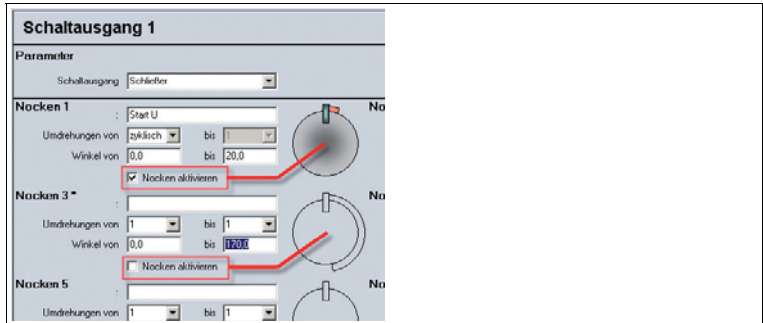 Schaltausgang 1
Parameter
Schaltausgang Schließer
Nocken 1 No
: Start U
Umdrehungen von zyklisch bis 1
Winkel von 0,0 bis 20,0
Nocken aktivieren
Nocken 3 * No
:
Umdrehungen von 1 bis 1
Winkel von 0,0 bis 170,0
Nocken aktivieren
Nocken 5 No
:
Umdrehungen von 1 bis 1